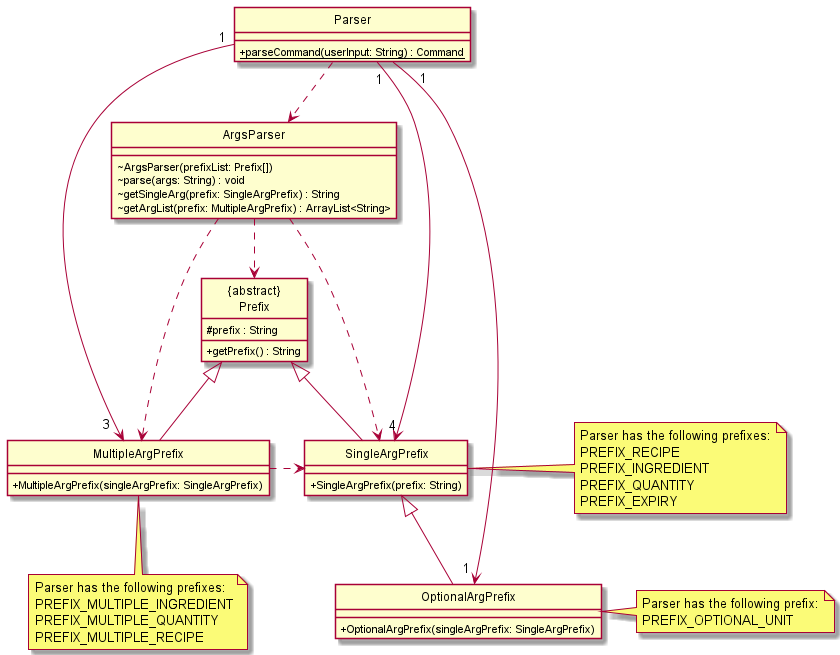 Parser
+parseCommand(userInput: String) : Command
1
1
1
ArgsParser
~ArgsParser(prefixList: Prefix[])
~parse(args: String) : void
~getSingleArg(prefix: SingleArgPrefix) : String
~getArgList(prefix: MultipleArgPrefix) : ArrayList<String>
{abstract}
Prefix
#prefix : String
+getPrefix() : String
3
4
MultipleArgPrefix
+MultipleArgPrefix(singleArgPrefix: SingleArgPrefix)
SingleArgPrefix
+SingleArgPrefix(prefix: String)
Parser has the following prefixes:
PREFIX_RECIPE
PREFIX_INGREDIENT
PREFIX_QUANTITY
PREFIX_EXPIRY
1
Parser has the following prefixes:
PREFIX_MULTIPLE_INGREDIENT
PREFIX_MULTIPLE_QUANTITY
PREFIX_MULTIPLE_RECIPE
OptionalArgPrefix
+OptionalArgPrefix(singleArgPrefix: SingleArgPrefix)
Parser has the following prefix:
PREFIX_OPTIONAL_UNIT